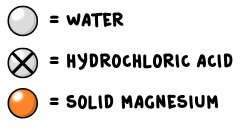 = WATER
= HYDROCHLORIC ACID
= SOLID MAGNESIUM